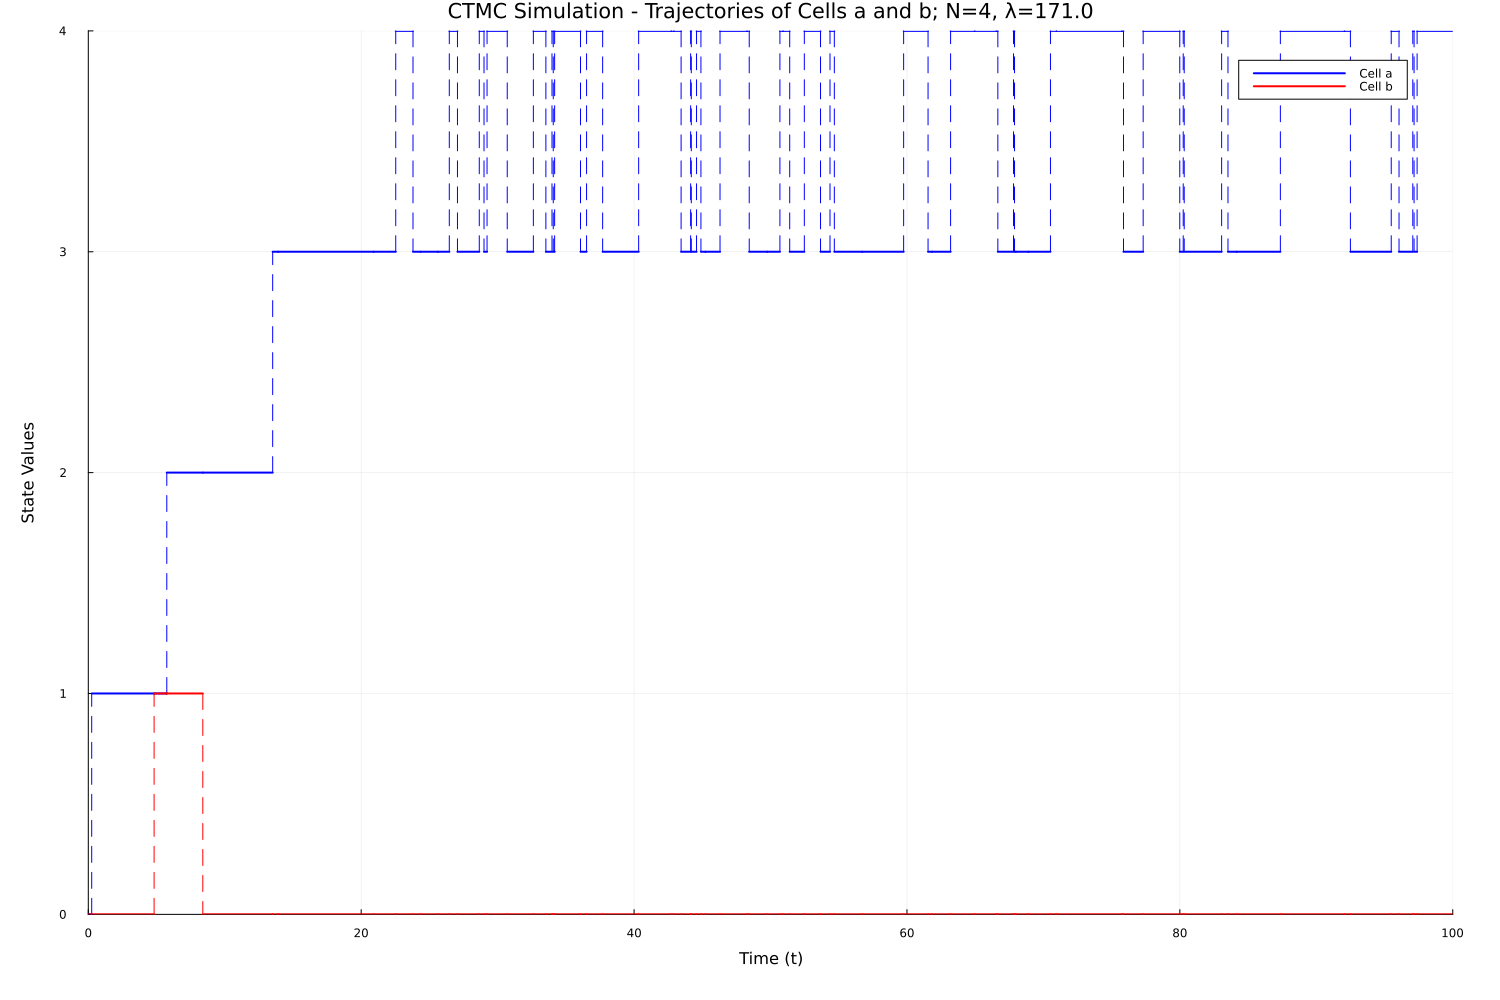 CTMC Simulation - Trajectories of Cells a and b; N=4, λ=171.0
4
Cell a
Cell b
3
State Values
2
1
0
0 20 40 60 80 100
Time (t)